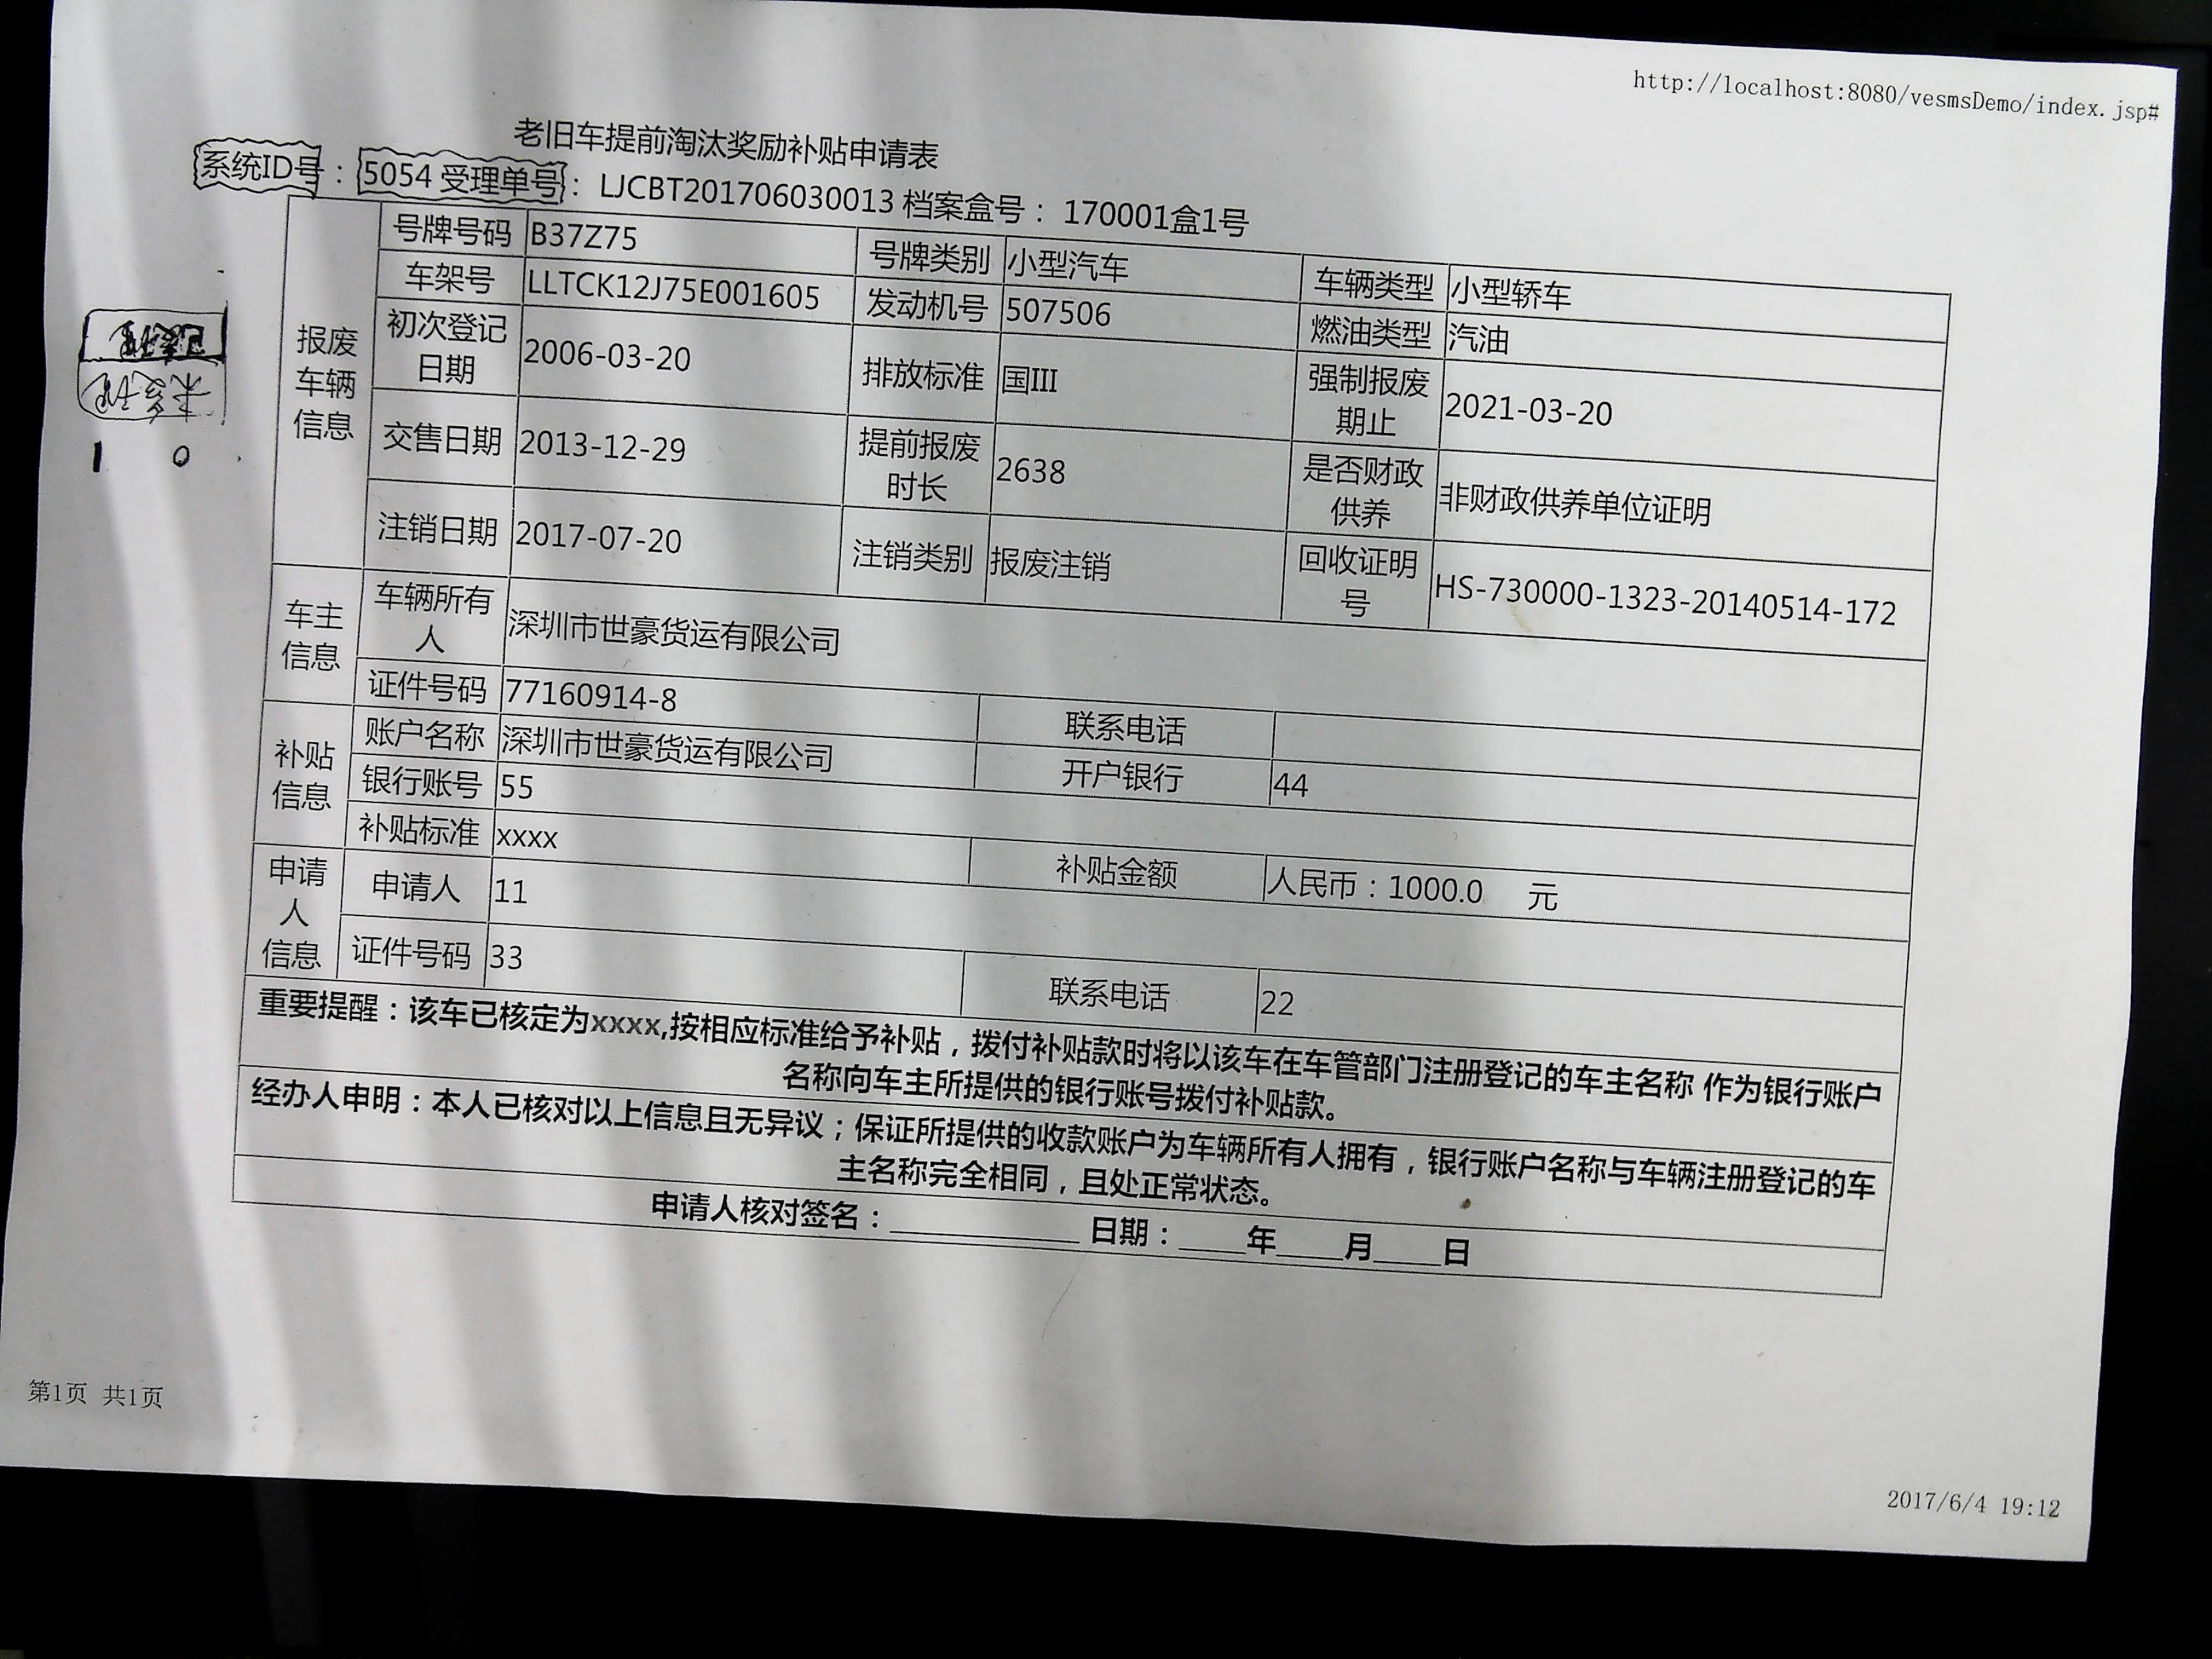 http://localhost:8080/vesmsDemo/index.jsp#
老旧车提前淘汰奖励补贴申请表
系统ID号：5054 受理单号：LJCBT201706030013 档案盒号：170001盒1号
报废车辆信息
号牌号码 B37Z75 号牌类别 小型汽车 车辆类型 小型轿车
车架号 LLTCK12J75E001605 发动机号 507506 燃油类型 汽油
初次登记日期 2006-03-20 排放标准 国III 强制报废期止 2021-03-20
交售日期 2013-12-29 提前报废时长 2638 是否财政供养 非财政供养单位证明
注销日期 2017-07-20 注销类别 报废注销 回收证明号 HS-730000-1323-20140514-172
车主信息
车辆所有人 深圳市世豪货运有限公司
证件号码 77160914-8 联系电话
补贴信息
账户名称 深圳市世豪货运有限公司 开户银行 44
银行账号 55
补贴标准 xxxx 补贴金额 人民币：1000.0 元
申请人信息
申请人 11
证件号码 33 联系电话 22
重要提醒：该车已核定为xxxx,按相应标准给予补贴，拨付补贴款时将以该车在车管部门注册登记的车主名称 作为银行账户
名称向车主所提供的银行账号拨付补贴款。
经办人申明：本人已核对以上信息且无异议；保证所提供的收款账户为车辆所有人拥有，银行账户名称与车辆注册登记的车
主名称完全相同，且处正常状态。
申请人核对签名：____________ 日期：____年____月____日
1 0
第1页 共1页
2017/6/4 19:12